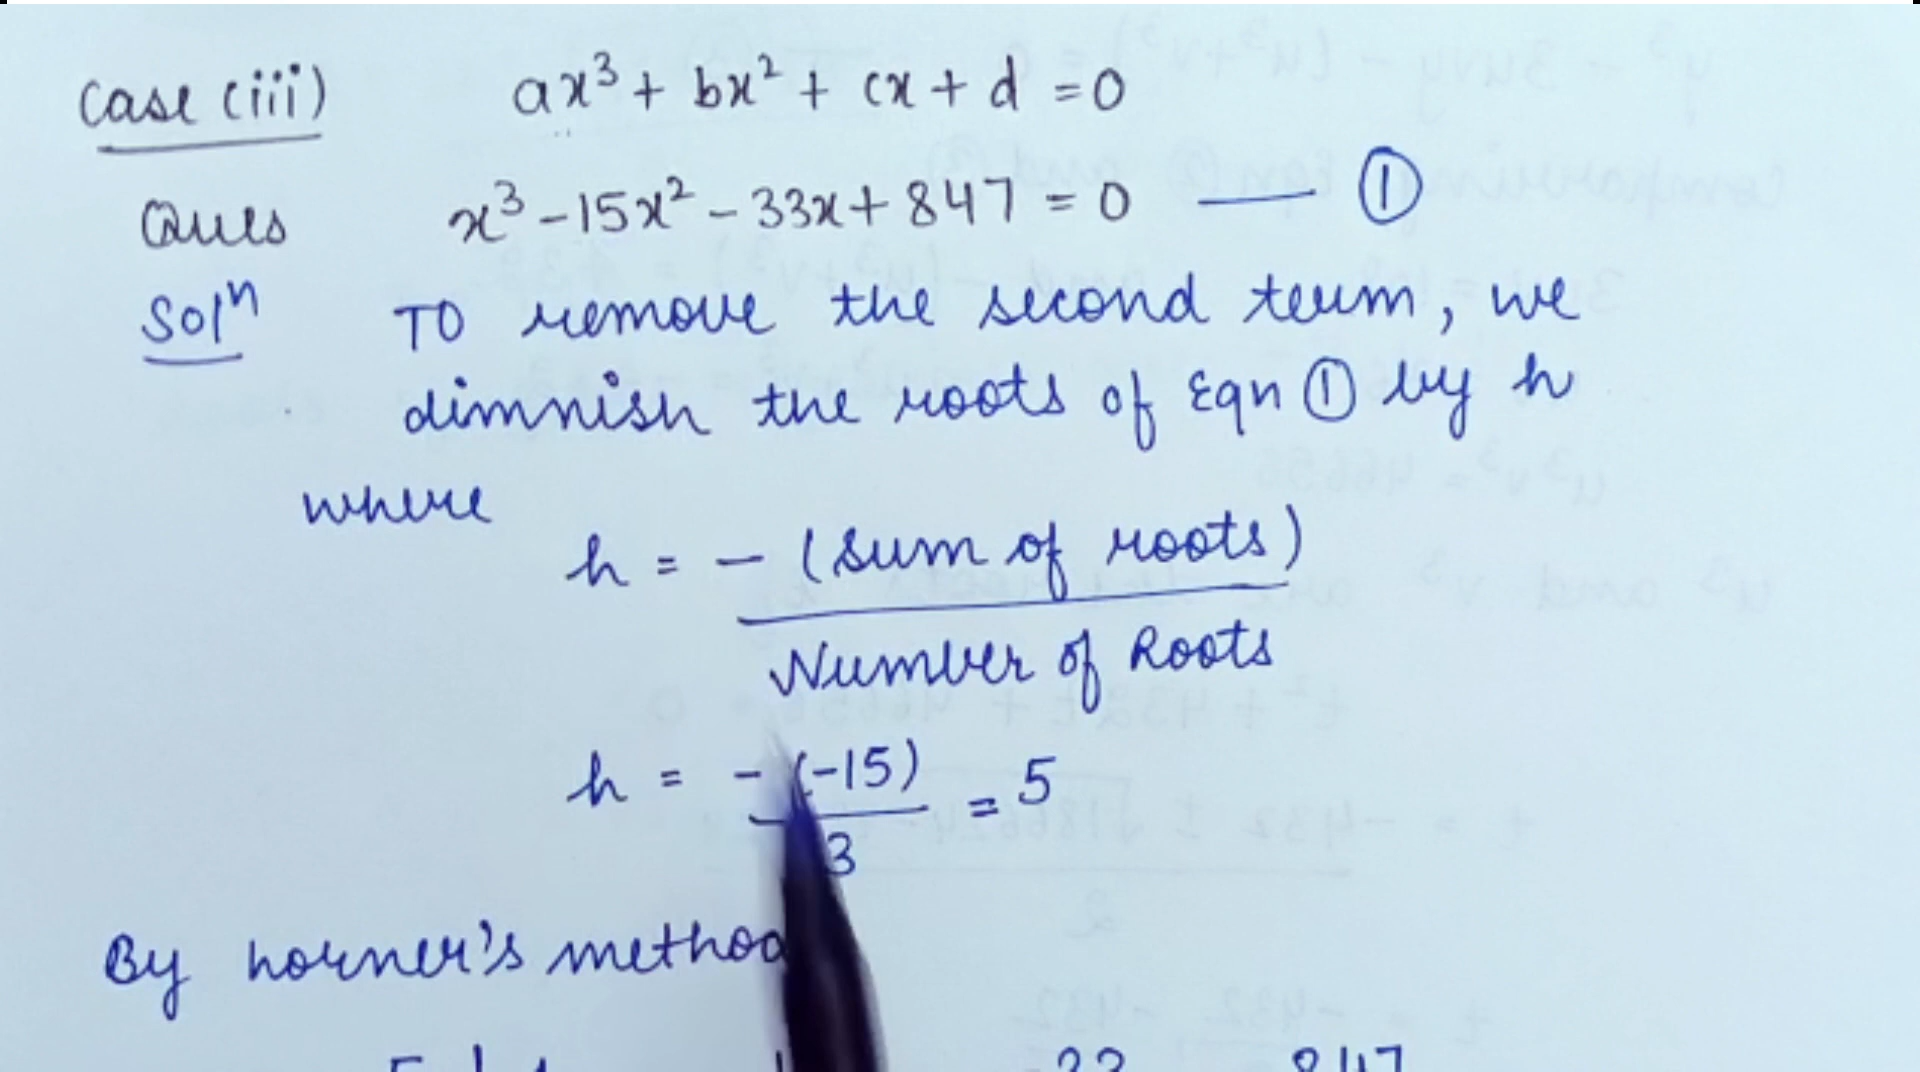 Case (iii) ax³ + bx² + cx + d = 0
Ques x³ - 15x² - 33x + 847 = 0 — ①
Solⁿ To remove the second term, we
dimnish the roots of Eqn ① by h
where
h = - (sum of roots)
Number of Roots
h = - (-15) = 5
3
By horner's method
847